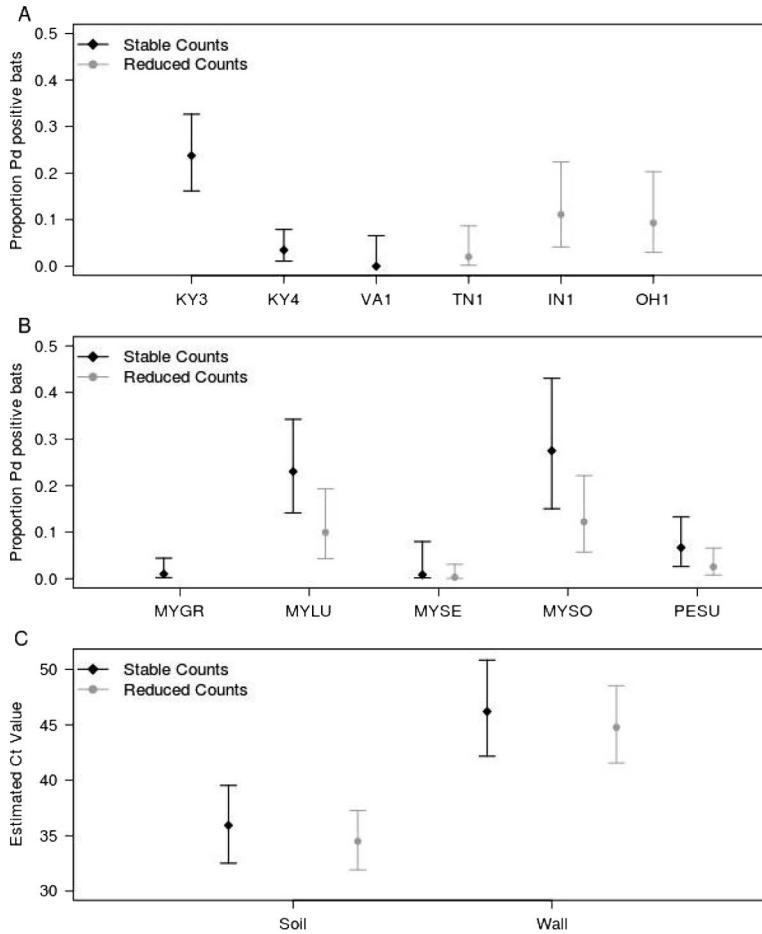 A
Proportion Pd positive bats
0.5
0.4
0.3
0.2
0.1
0.0
Stable Counts
Reduced Counts
KY3 KY4 VA1 TN1 IN1 OH1
B
Proportion Pd positive bats
0.5
0.4
0.3
0.2
0.1
0.0
Stable Counts
Reduced Counts
MYGR MYLU MYSE MYSO PESU
C
Estimated Ct Value
50
45
40
35
30
Stable Counts
Reduced Counts
Soil Wall